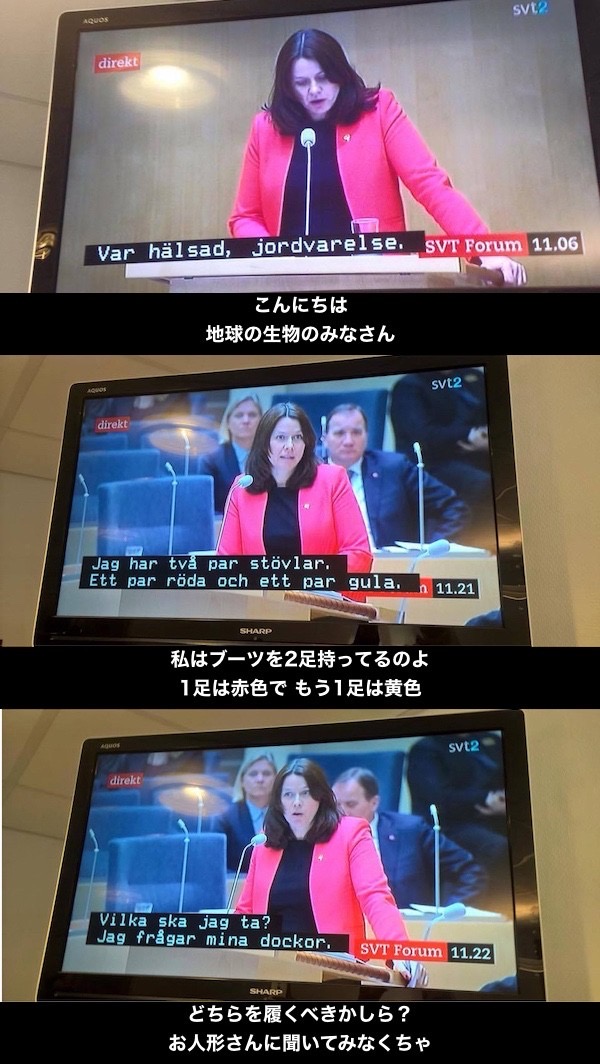 AQUOS
svt2
direkt
Var hälsad, jordvarelse.
SVT Forum 11.06
こんにちは
地球の生物のみなさん
AQUOS
svt2
direkt
Jag har två par stövlar.
Ett par röda och ett par gula.
m 11.21
SHARP
私はブーツを2足持ってるのよ
1足は赤色で もう1足は黄色
AQUOS
svt2
direkt
Vilka ska jag ta?
Jag frågar mina dockor.
SVT Forum 11.22
SHARP
どちらを履くべきかしら？
お人形さんに聞いてみなくちゃ